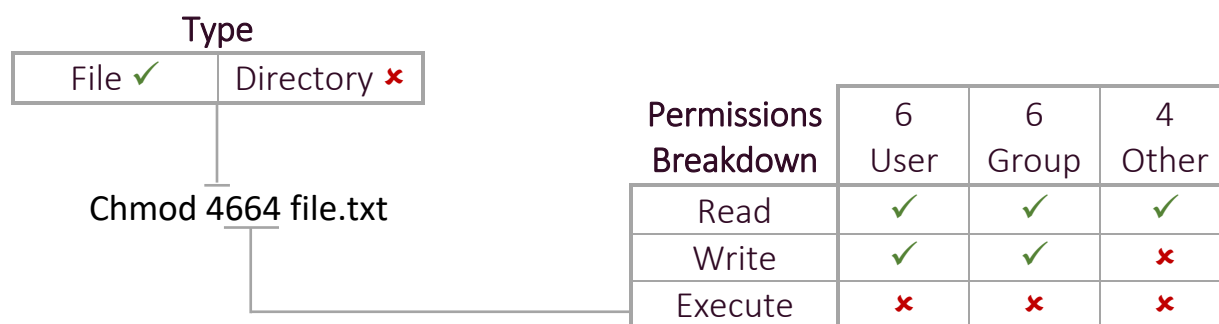 Type
File ✓ Directory ✗
Chmod 4664 file.txt
Permissions Breakdown 6 User 6 Group 4 Other
Read ✓ ✓ ✓
Write ✓ ✓ ✗
Execute ✗ ✗ ✗